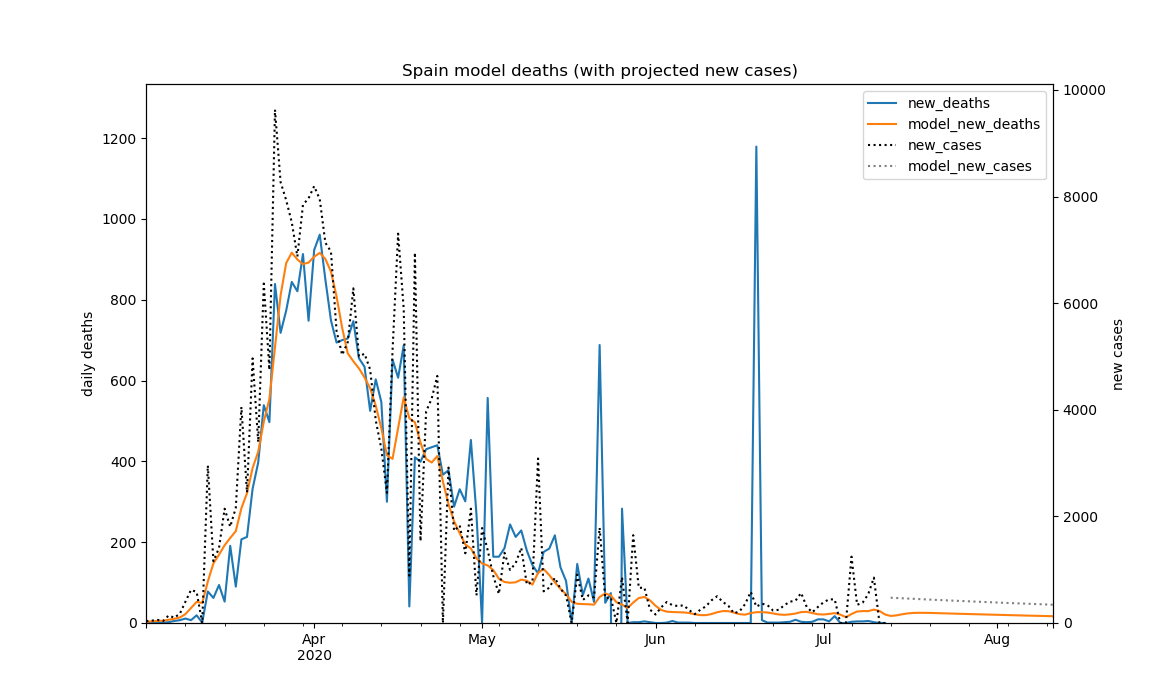 Spain model deaths (with projected new cases)
new_deaths
model_new_deaths
new_cases
model_new_cases
daily deaths
1200
1000
800
600
400
200
0
new cases
10000
8000
6000
4000
2000
0
Apr
2020
May
Jun
Jul
Aug